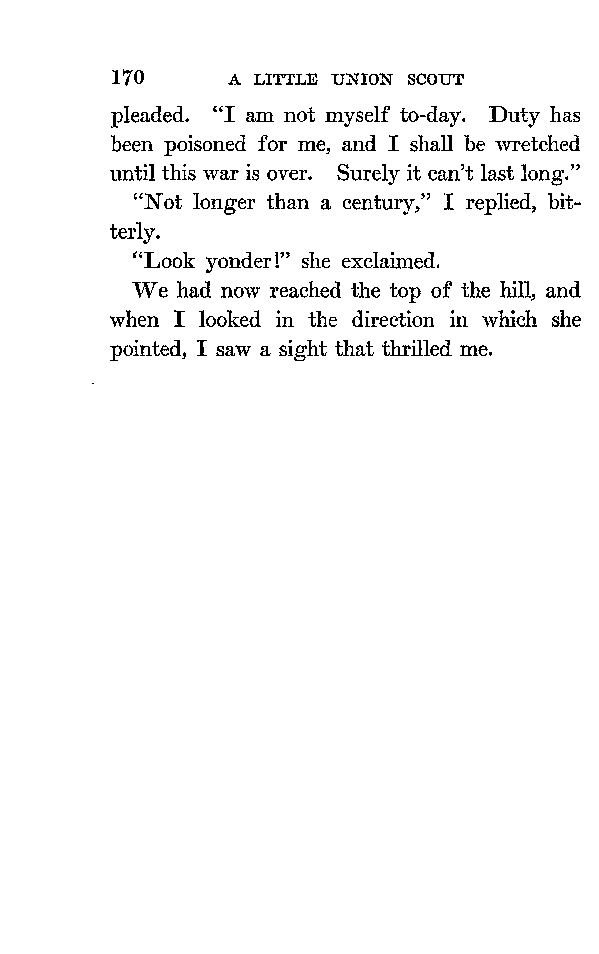 170 A LITTLE UNION SCOUT
pleaded. “I am not myself to-day. Duty has
been poisoned for me, and I shall be wretched
until this war is over. Surely it can’t last long.”
“Not longer than a century,” I replied, bit-
terly.
“Look yonder!” she exclaimed.
We had now reached the top of the hill, and
when I looked in the direction in which she
pointed, I saw a sight that thrilled me.